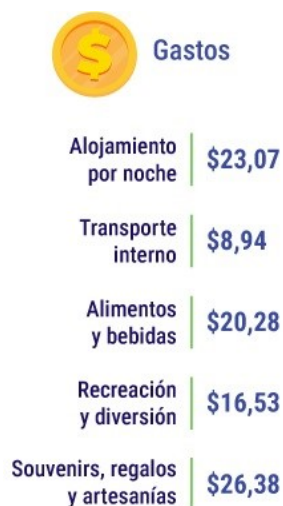 $
Gastos
Alojamiento
por noche
$23,07
Transporte
interno
$8,94
Alimentos
y bebidas
$20,28
Recreación
y diversión
$16,53
Souvenirs, regalos
y artesanías
$26,38